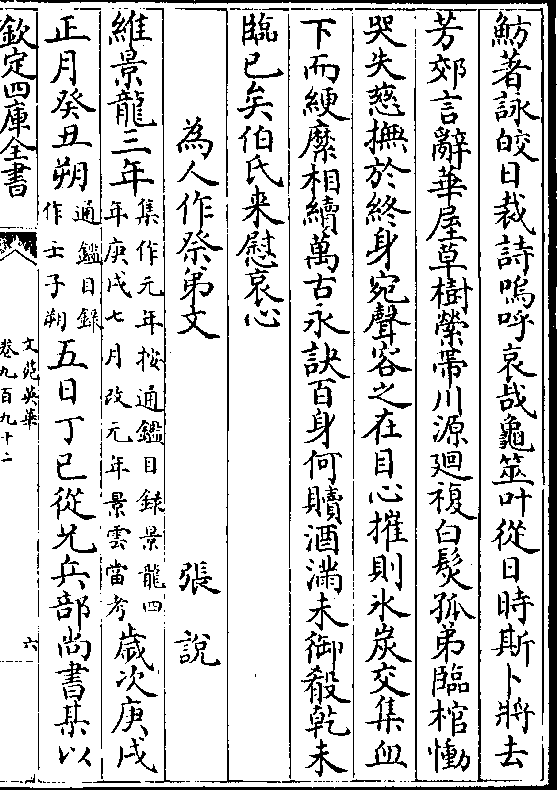 魴著詠皎日裁詩嗚呼哀哉龜筮叶從日時斯卜將去
芳郊言辭華屋草樹縈帶川源廻複白髮孤弟臨棺慟
哭失慈撫於終身宛聲容之在目心摧則氷炭交集血
下而縆縻相續萬古永訣百身何贖酒滿未御殽乾未
臨已矣伯氏来慰哀心
為人作祭弟文 張說
維景龍三年集作元年按通鑑目録景龍四
年庚戌七月改元年景雲當考歲次庚戌
正月癸丑朔通鑑目録
作壬子朔五日丁巳從兄兵部尚書某以
欽定四庫全書
文苑英華
卷九百九十二
六